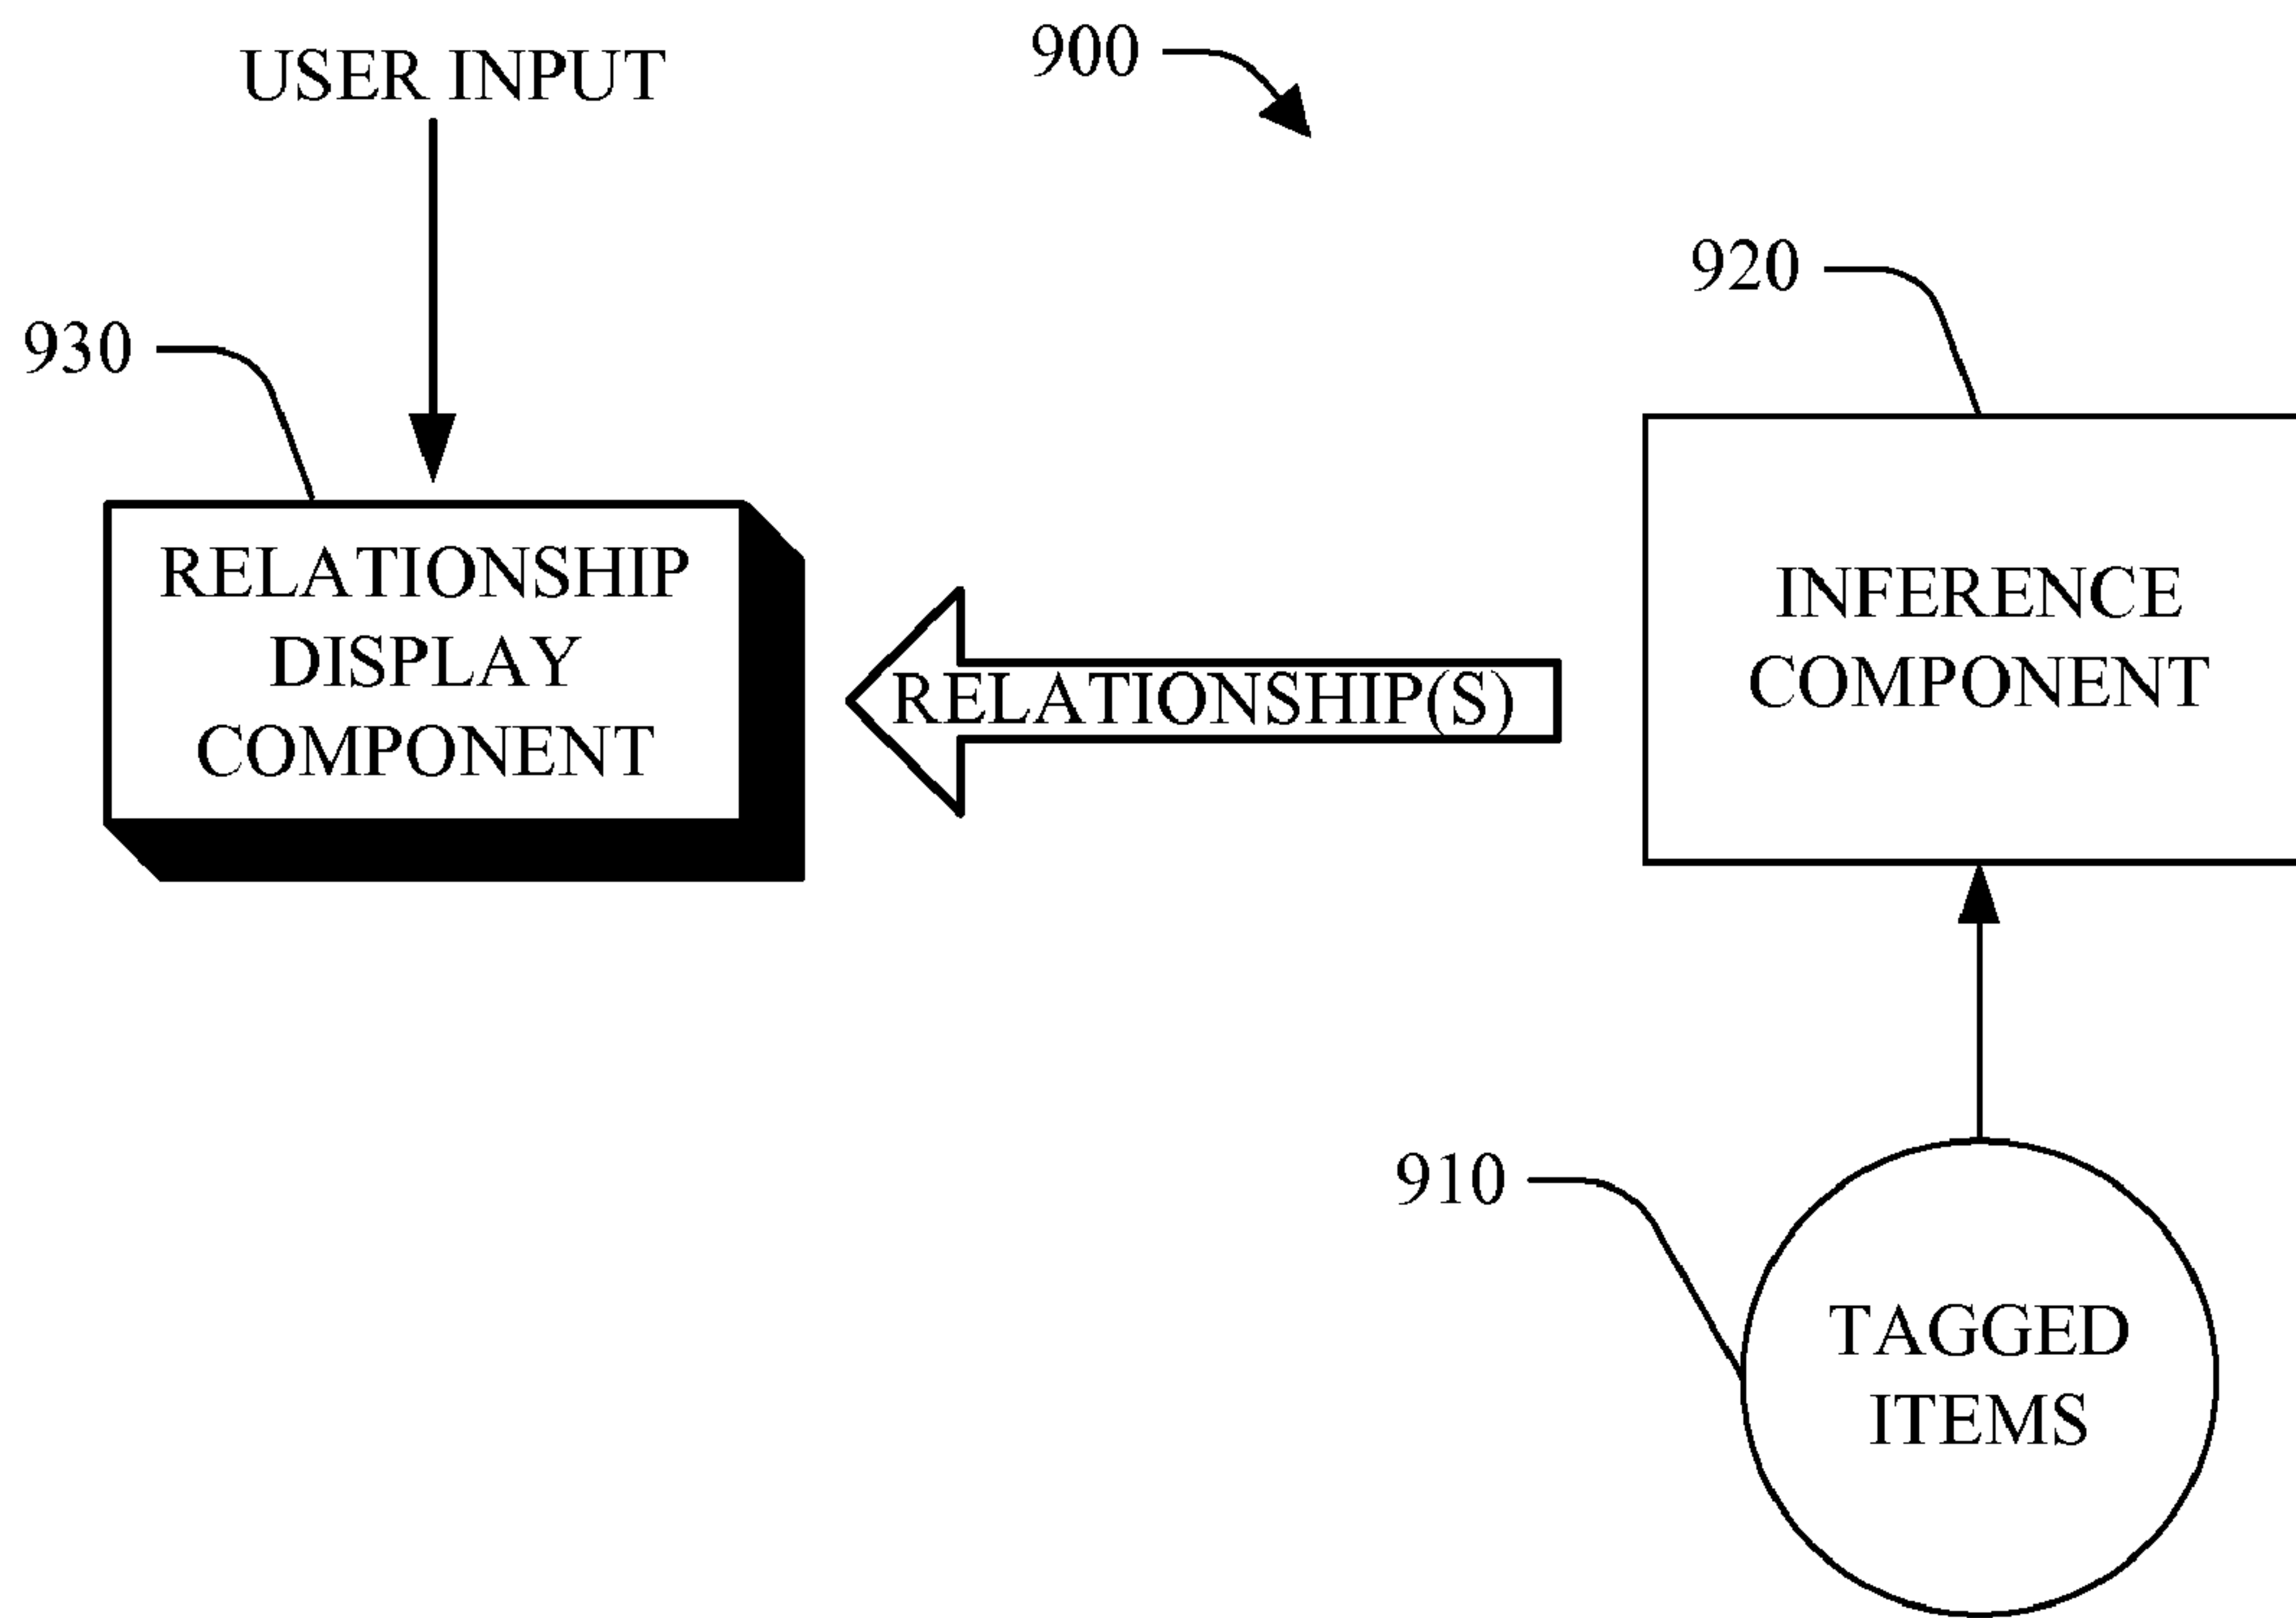 USER INPUT
900
920
930
RELATIONSHIP
DISPLAY
COMPONENT
RELATIONSHIP(S)
INFERENCE
COMPONENT
910
TAGGED
ITEMS